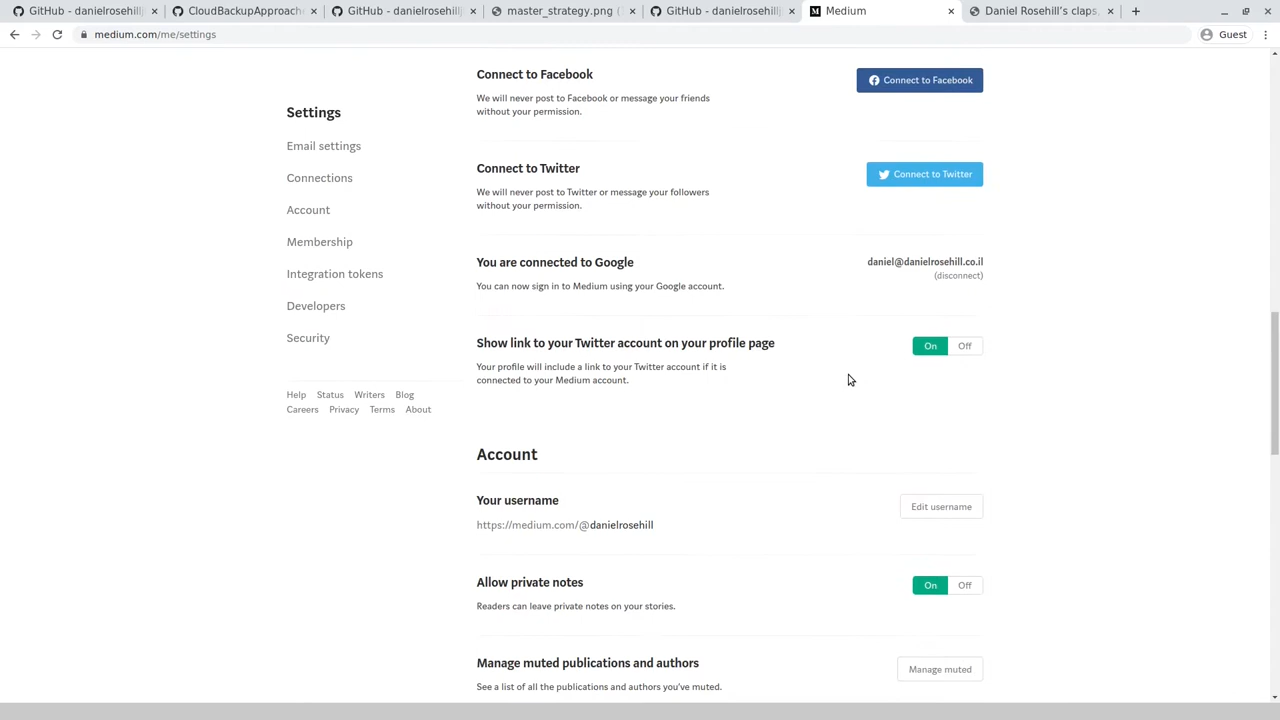 GitHub - danielrosehill/
CloudBackupApproach
GitHub - danielrosehill/
master_strategy.png (
GitHub - danielrosehill/
Medium
Daniel Rosehill's claps,
medium.com/me/settings
Guest
Settings
Email settings
Connections
Account
Membership
Integration tokens
Developers
Security
Help Status Writers Blog
Careers Privacy Terms About
Connect to Facebook
We will never post to Facebook or message your friends
without your permission.
Connect to Facebook
Connect to Twitter
We will never post to Twitter or message your followers
without your permission.
Connect to Twitter
You are connected to Google
You can now sign in to Medium using your Google account.
daniel@danielrosehill.co.il
(disconnect)
Show link to your Twitter account on your profile page
Your profile will include a link to your Twitter account if it is
connected to your Medium account.
On Off
Account
Your username
https://medium.com/@danielrosehill
Edit username
Allow private notes
Readers can leave private notes on your stories.
On Off
Manage muted publications and authors
See a list of all the publications and authors you've muted.
Manage muted